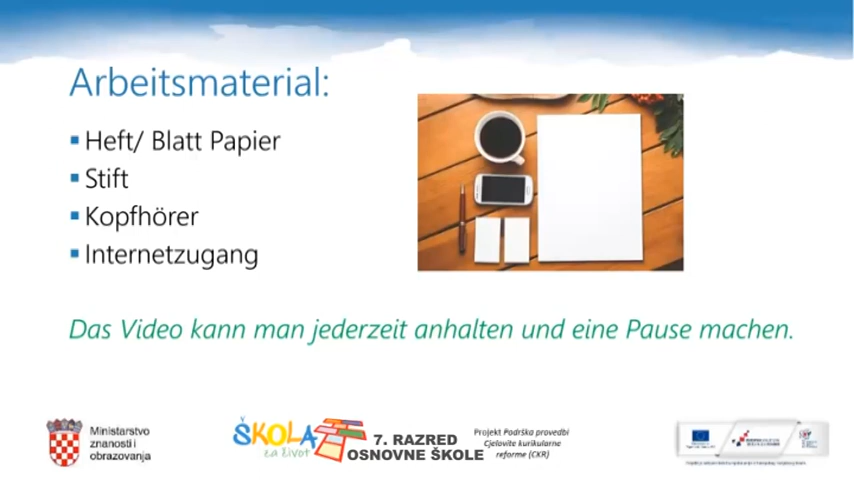 Arbeitsmaterial:
Heft/ Blatt Papier
Stift
Kopfhörer
Internetzugang
Das Video kann man jederzeit anhalten und eine Pause machen.
Ministarstvo
znanosti i
obrazovanja
ŠKOLA
za život
7. RAZRED
OSNOVNE ŠKOLE
Projekt Podrška provedbi
Cjelovite kurikularne
reforme (CKR)